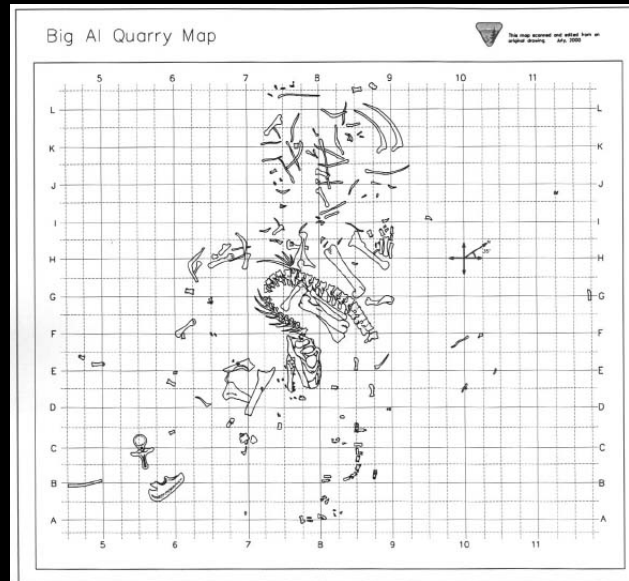 Big Al Quarry Map
This map scanned and edited from an
original drawing July, 2000
5 6 7 8 9 10 11
L L
K K
J J
I I
H H
G G
F F
E E
D D
C C
B B
A A
5 6 7 8 9 10 11